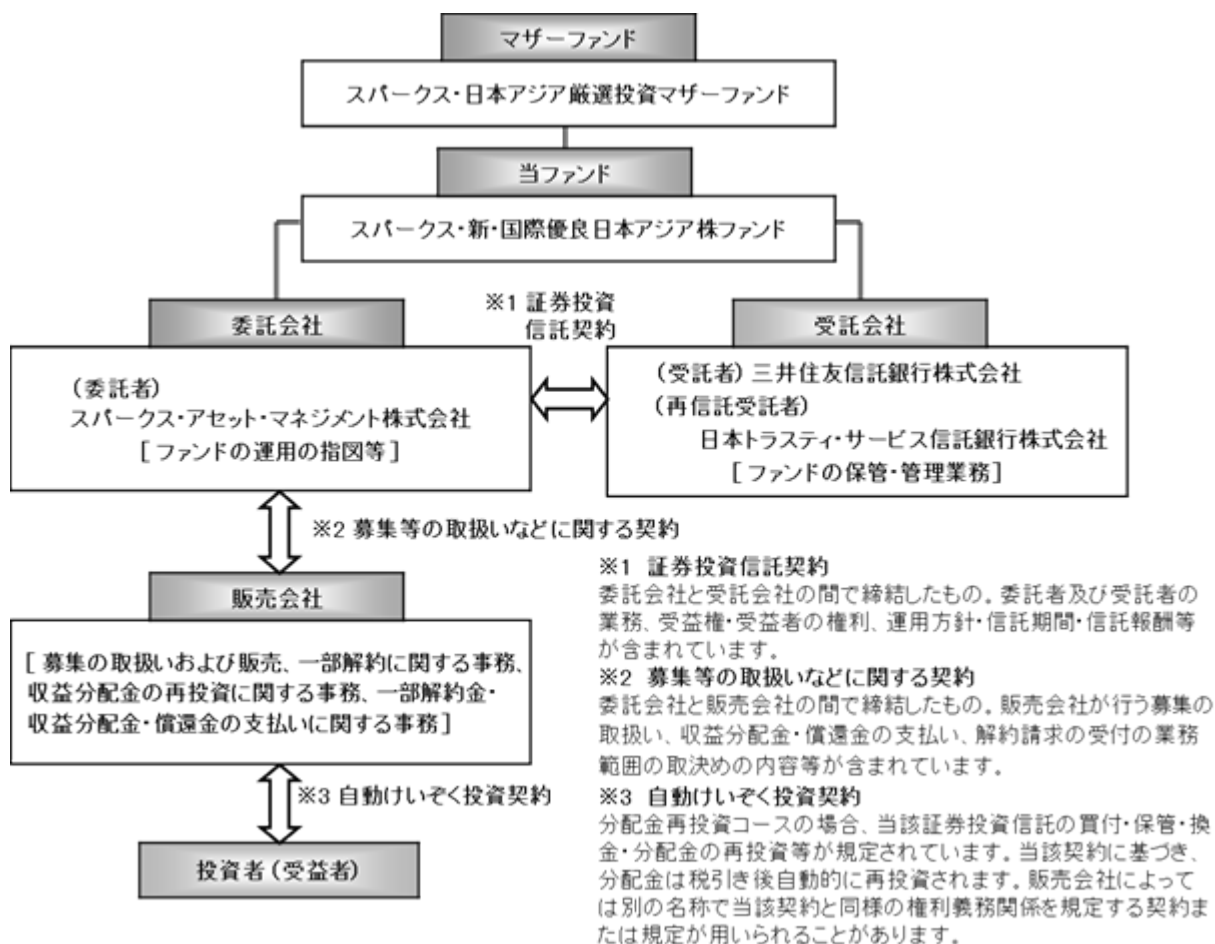 マザーファンド
スパークス・日本アジア厳選投資マザーファンド
当ファンド
スパークス・新・国際優良日本アジア株ファンド
委託会社
※1 証券投資
信託契約
受託会社
(委託者)
スパークス・アセット・マネジメント株式会社
[ファンドの運用の指図等]
(受託者)三井住友信託銀行株式会社
(再信託受託者)
日本トラスティ・サービス信託銀行株式会社
[ファンドの保管・管理業務]
※2 募集等の取扱いなどに関する契約
販売会社
[募集の取扱いおよび販売、一部解約に関する事務、
収益分配金の再投資に関する事務、一部解約金・
収益分配金・償還金の支払いに関する事務]
※3 自動けいぞく投資契約
投資者(受益者)
※1 証券投資信託契約
委託会社と受託会社の間で締結したもの。委託者及び受託者の
業務、受益権・受益者の権利、運用方針・信託期間・信託報酬等
が含まれています。
※2 募集等の取扱いなどに関する契約
委託会社と販売会社の間で締結したもの。販売会社が行う募集の
取扱い、収益分配金・償還金の支払い、解約請求の受付の業務
範囲の取決めの内容等が含まれています。
※3 自動けいぞく投資契約
分配金再投資コースの場合、当該証券投資信託の買付・保管・換
金・分配金の再投資等が規定されています。当該契約に基づき、
分配金は税引き後自動的に再投資されます。販売会社によって
は別の名称で当該契約と同様の権利義務関係を規定する契約ま
たは規定が用いられることがあります。